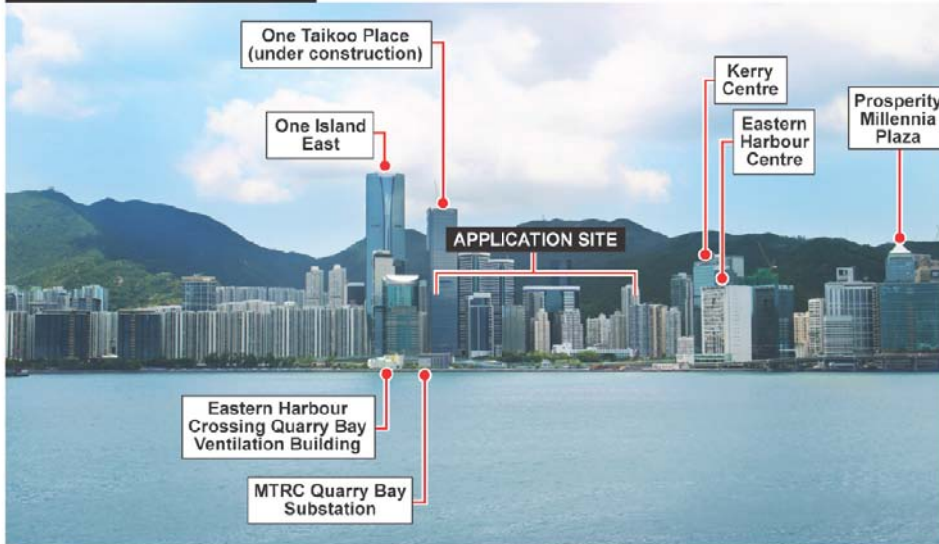 One Taikoo Place
(under construction)
Kerry
Centre
Prosperity
Millennia
Plaza
One Island
East
Eastern
Harbour
Centre
APPLICATION SITE
Eastern Harbour
Crossing Quarry Bay
Ventilation Building
MTRC Quarry Bay
Substation